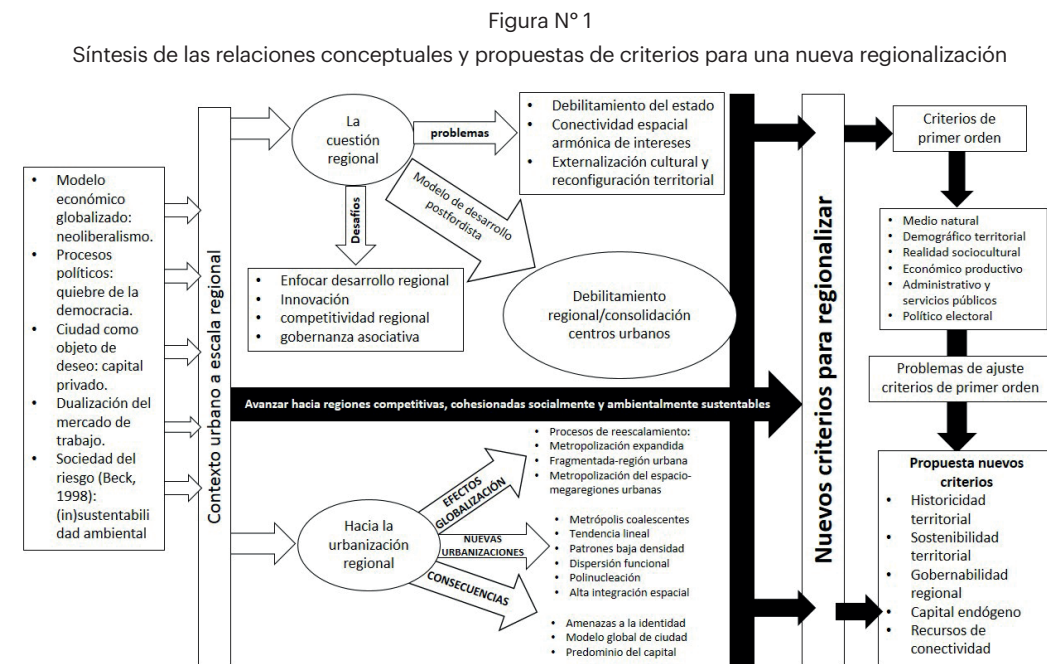 Figura N° 1
Síntesis de las relaciones conceptuales y propuestas de criterios para una nueva regionalización
• Modelo
económico
globalizado:
neoliberalismo.
• Procesos
políticos:
quiebre de la
democracia.
• Ciudad como
objeto de
deseo: capital
privado.
• Dualización del
mercado de
trabajo.
• Sociedad del
riesgo (Beck,
1998):
(in)sustentabili
dad ambiental
Contexto urbano a escala regional
La
cuestión
regional
problemas
• Debilitamiento del estado
• Conectividad espacial
armónica de intereses
• Externalización cultural y
reconfiguración territorial
Desafíos
Modelo de desarrollo
postfordista
• Enfocar desarrollo regional
• Innovación
• competitividad regional
• gobernanza asociativa
Debilitamiento
regional/consolidación
centros urbanos
Avanzar hacia regiones competitivas, cohesionadas socialmente y ambientalmente sustentables
Hacia la
urbanización
regional
EFECTOS
GLOBALIZACIÓN
• Procesos de reescalamiento:
• Metropolización expandida
• Fragmentada-región urbana
• Metropolización del espacio-
megaregiones urbanas
NUEVAS
URBANIZACIONES
• Metrópolis coalescentes
• Tendencia lineal
• Patrones baja densidad
• Dispersión funcional
• Polinucleación
• Alta integración espacial
CONSECUENCIAS
• Amenazas a la identidad
• Modelo global de ciudad
• Predominio del capital
Nuevos criterios para regionalizar
Criterios de
primer orden
• Medio natural
• Demográfico territorial
• Realidad sociocultural
• Económico productivo
• Administrativo y
servicios públicos
• Político electoral
Problemas de ajuste
criterios de primer orden
Propuesta nuevos
criterios
• Historicidad
territorial
• Sostenibilidad
territorial
• Gobernabilidad
regional
• Capital endógeno
• Recursos de
conectividad